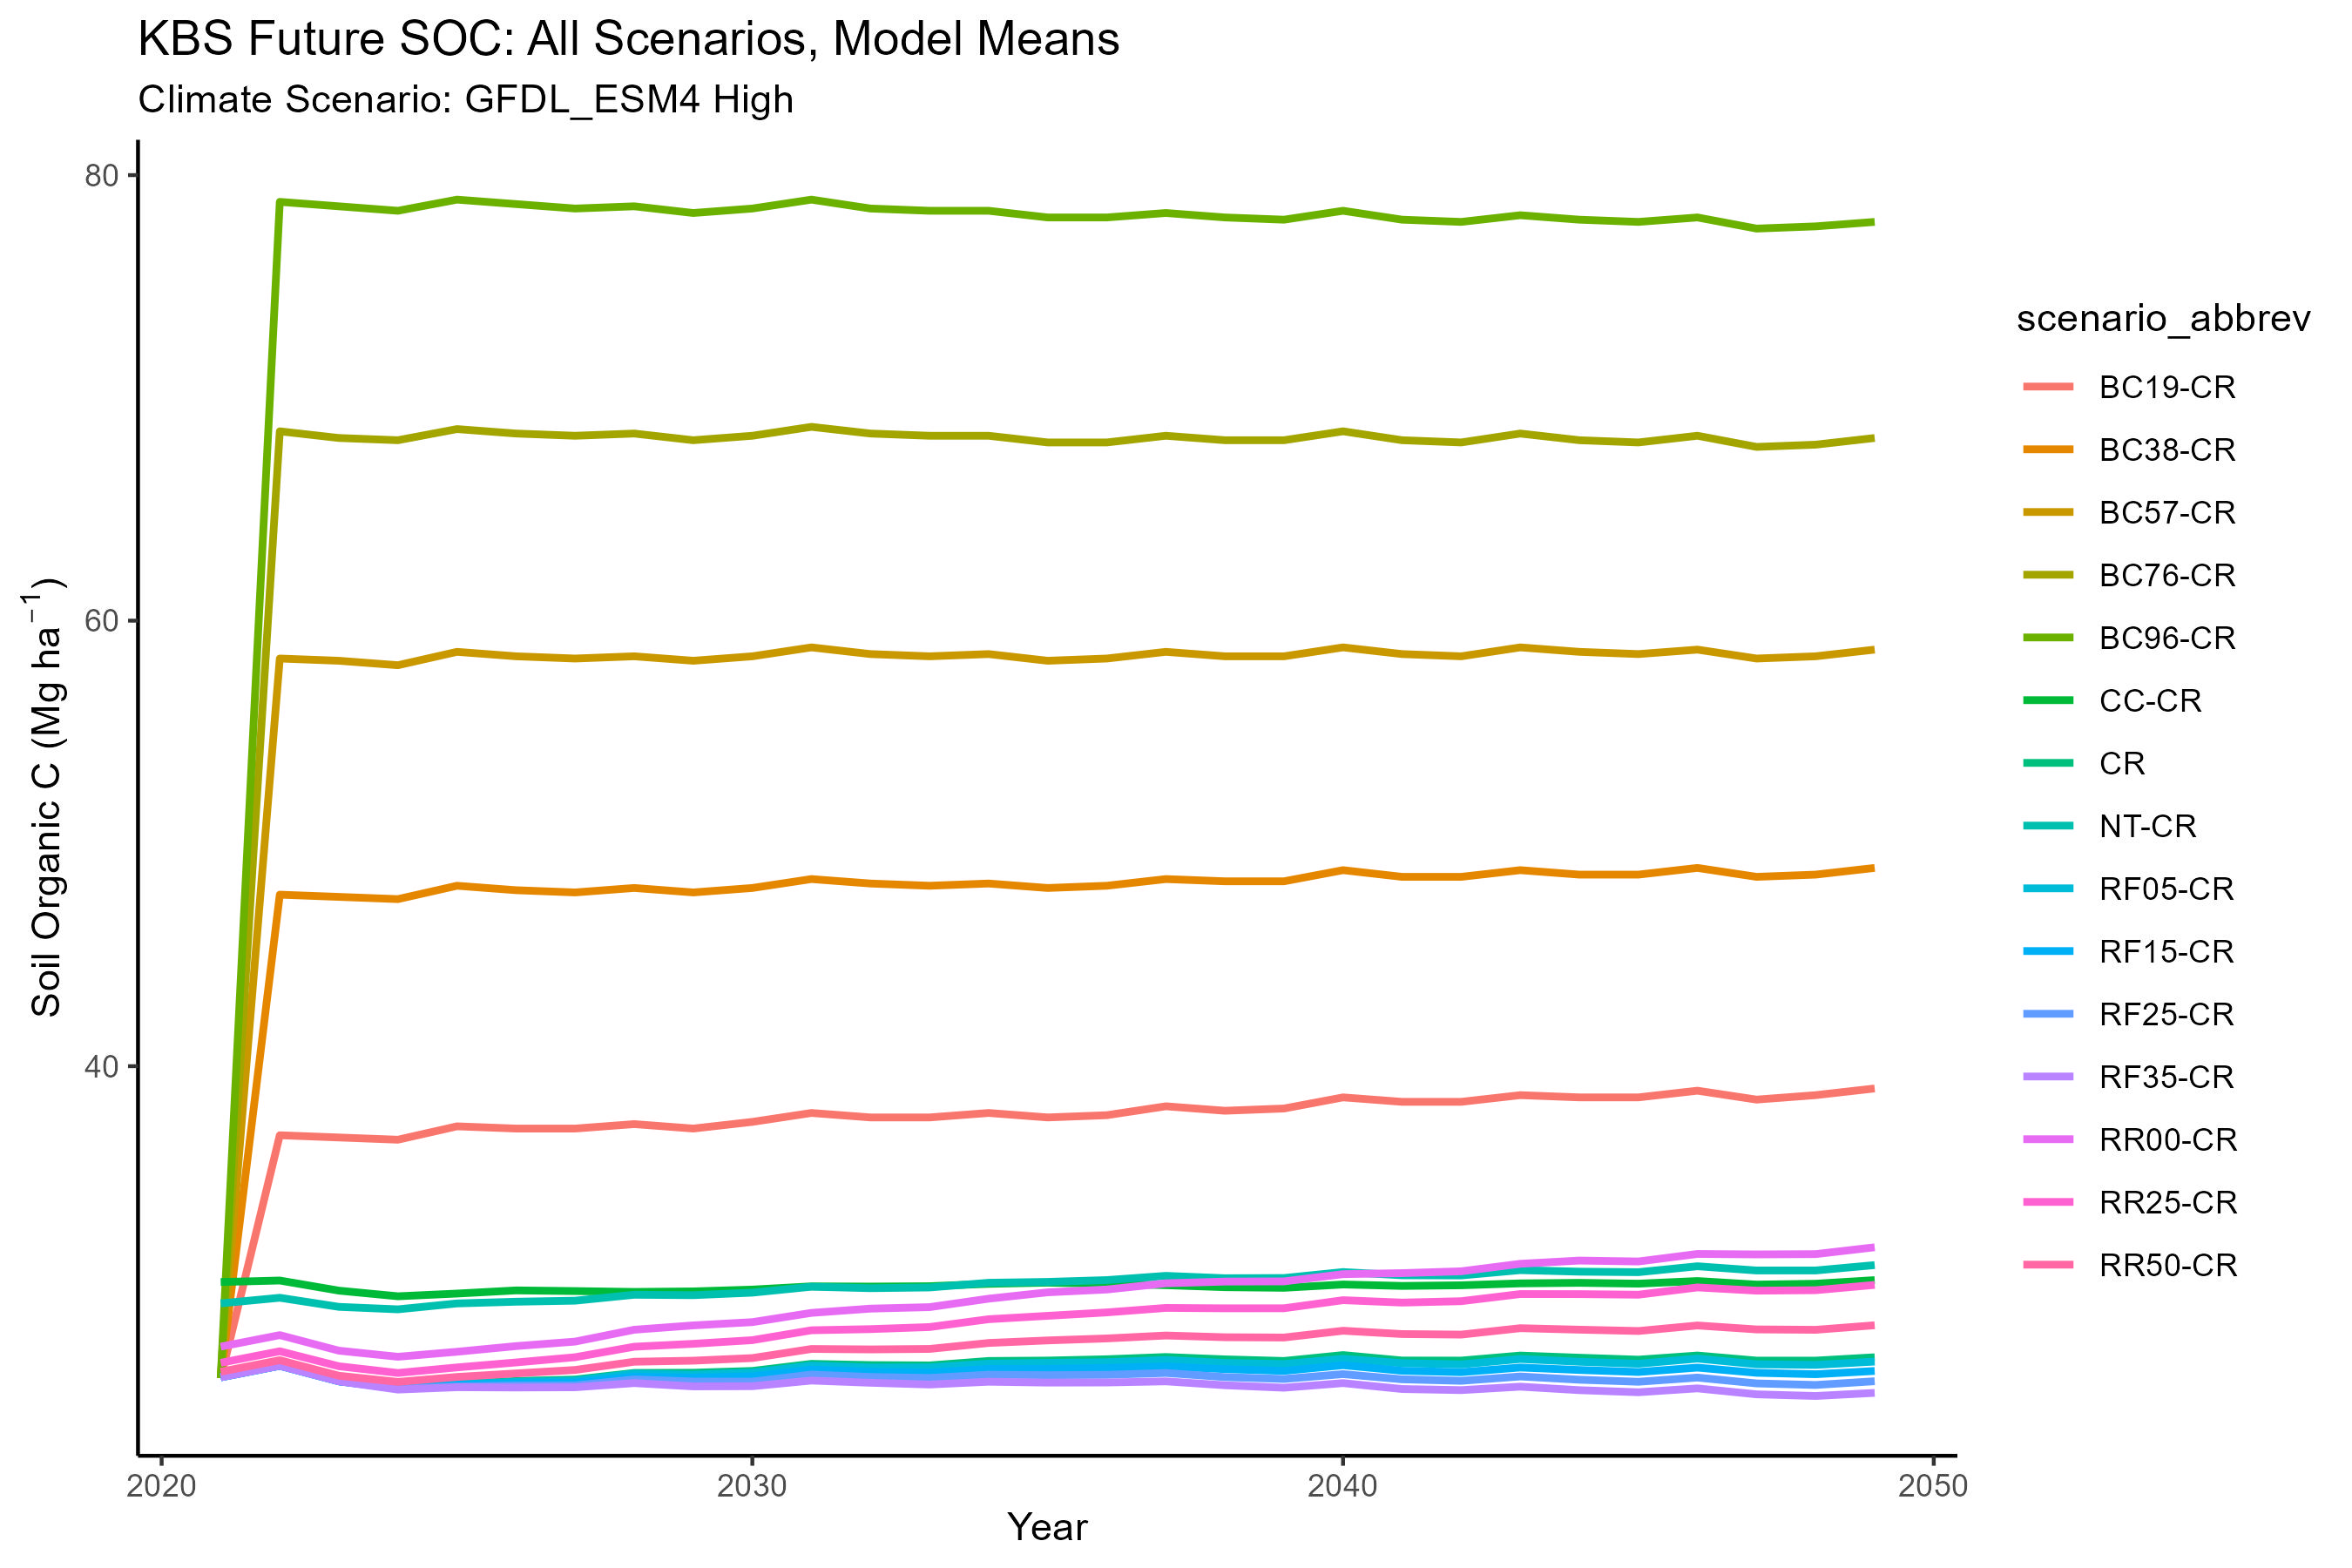 KBS Future SOC: All Scenarios, Model Means
Climate Scenario: GFDL_ESM4 High
80
60
40
Soil Organic C (Mg ha⁻¹)
2020
2030
2040
2050
Year
scenario_abbrev
BC19-CR
BC38-CR
BC57-CR
BC76-CR
BC96-CR
CC-CR
CR
NT-CR
RF05-CR
RF15-CR
RF25-CR
RF35-CR
RR00-CR
RR25-CR
RR50-CR